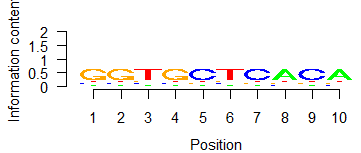 Information content
2
1.5
1
0.5
0
GGTGCTCACA
1 2 3 4 5 6 7 8 9 10
Position